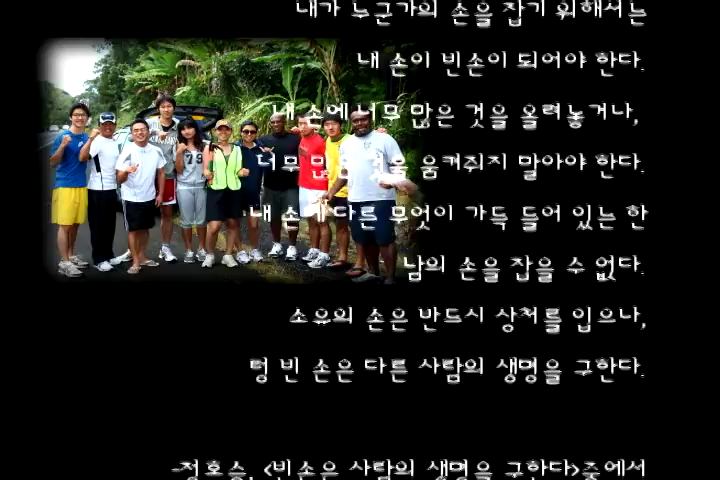 내가 누군가의 손을 잡기 위해서는
내 손이 빈손이 되어야 한다.
내 손에 너무 많은 것을 올려놓거나,
너무 많은 것을 움켜쥐지 말아야 한다.
내 손에 다른 무엇이 가득 들어 있는 한
남의 손을 잡을 수 없다.
소유의 손은 반드시 상처를 입으나,
텅 빈 손은 다른 사람의 생명을 구한다.
-정호승, <빈손은 사람의 생명을 구한다>중에서
79